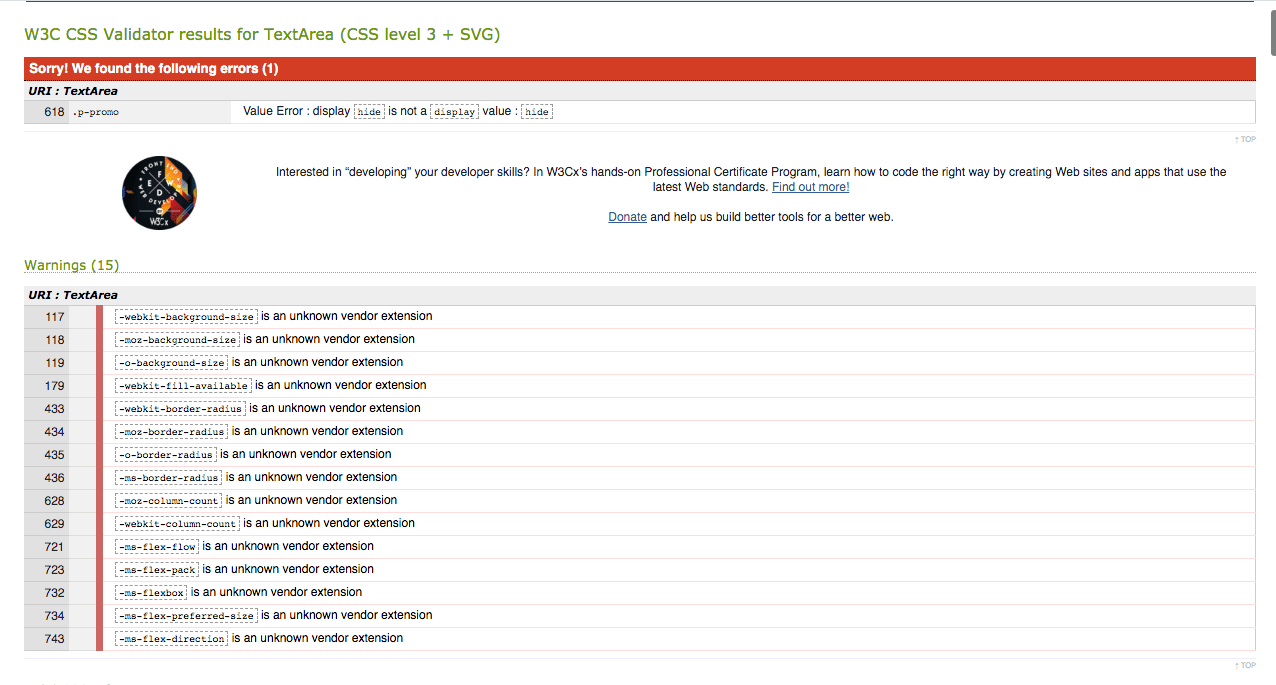 W3C CSS Validator results for TextArea (CSS level 3 + SVG)
Sorry! We found the following errors (1)
URI : TextArea
618 .p-promo Value Error : display hide is not a display value : hide
↑ TOP
FRONT END
F E W D
WEB DEVELOPER
W3Cx
Interested in “developing” your developer skills? In W3Cx's hands-on Professional Certificate Program, learn how to code the right way by creating Web sites and apps that use the
latest Web standards. Find out more!
Donate and help us build better tools for a better web.
Warnings (15)
URI : TextArea
117 -webkit-background-size is an unknown vendor extension
118 -moz-background-size is an unknown vendor extension
119 -o-background-size is an unknown vendor extension
179 -webkit-fill-available is an unknown vendor extension
433 -webkit-border-radius is an unknown vendor extension
434 -moz-border-radius is an unknown vendor extension
435 -o-border-radius is an unknown vendor extension
436 -ms-border-radius is an unknown vendor extension
628 -moz-column-count is an unknown vendor extension
629 -webkit-column-count is an unknown vendor extension
721 -ms-flex-flow is an unknown vendor extension
723 -ms-flex-pack is an unknown vendor extension
732 -ms-flexbox is an unknown vendor extension
734 -ms-flex-preferred-size is an unknown vendor extension
743 -ms-flex-direction is an unknown vendor extension
↑ TOP